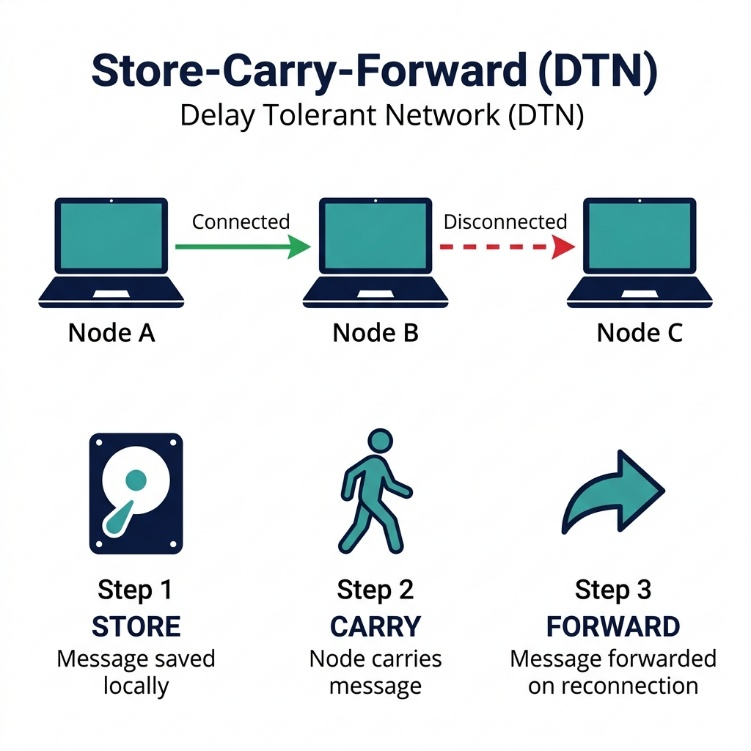 Store-Carry-Forward (DTN)
Delay Tolerant Network (DTN)
Connected
Disconnected
Node A
Node B
Node C
Step 1
STORE
Message saved
locally
Step 2
CARRY
Node carries
message
Step 3
FORWARD
Message forwarded
on reconnection